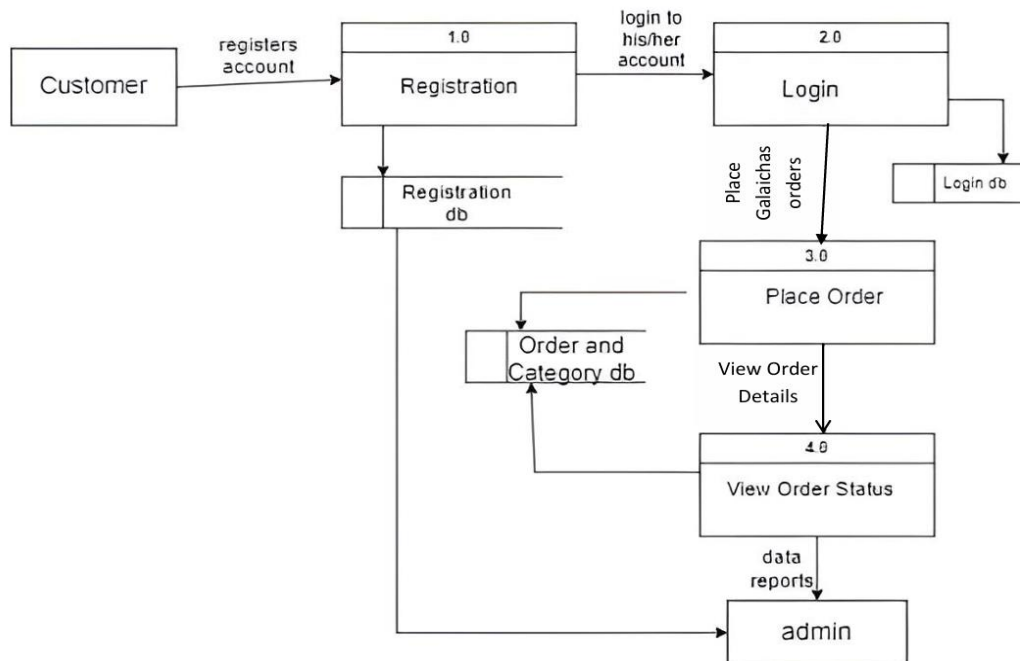 Customer
registers
account
1.0
Registration
login to
his/her
account
2.0
Login
Registration
db
Place
Galaichas
orders
Login db
3.0
Place Order
Order and
Category db
View Order
Details
4.0
View Order Status
data
reports
admin